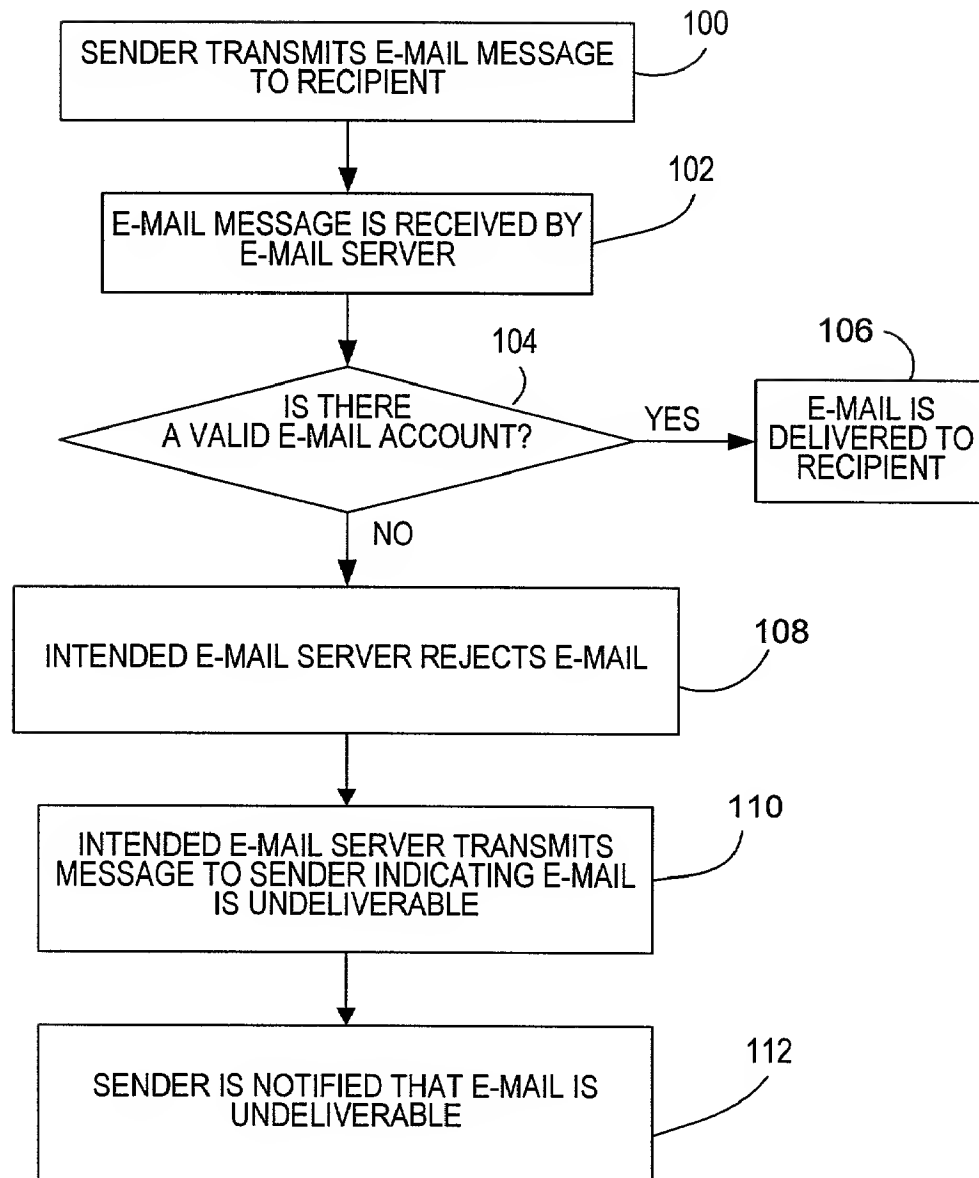 100
SENDER TRANSMITS E-MAIL MESSAGE
TO RECIPIENT
102
E-MAIL MESSAGE IS RECEIVED BY
E-MAIL SERVER
104
IS THERE
A VALID E-MAIL ACCOUNT?
YES
106
E-MAIL IS
DELIVERED TO
RECIPIENT
NO
108
INTENDED E-MAIL SERVER REJECTS E-MAIL
110
INTENDED E-MAIL SERVER TRANSMITS
MESSAGE TO SENDER INDICATING E-MAIL
IS UNDELIVERABLE
112
SENDER IS NOTIFIED THAT E-MAIL IS
UNDELIVERABLE